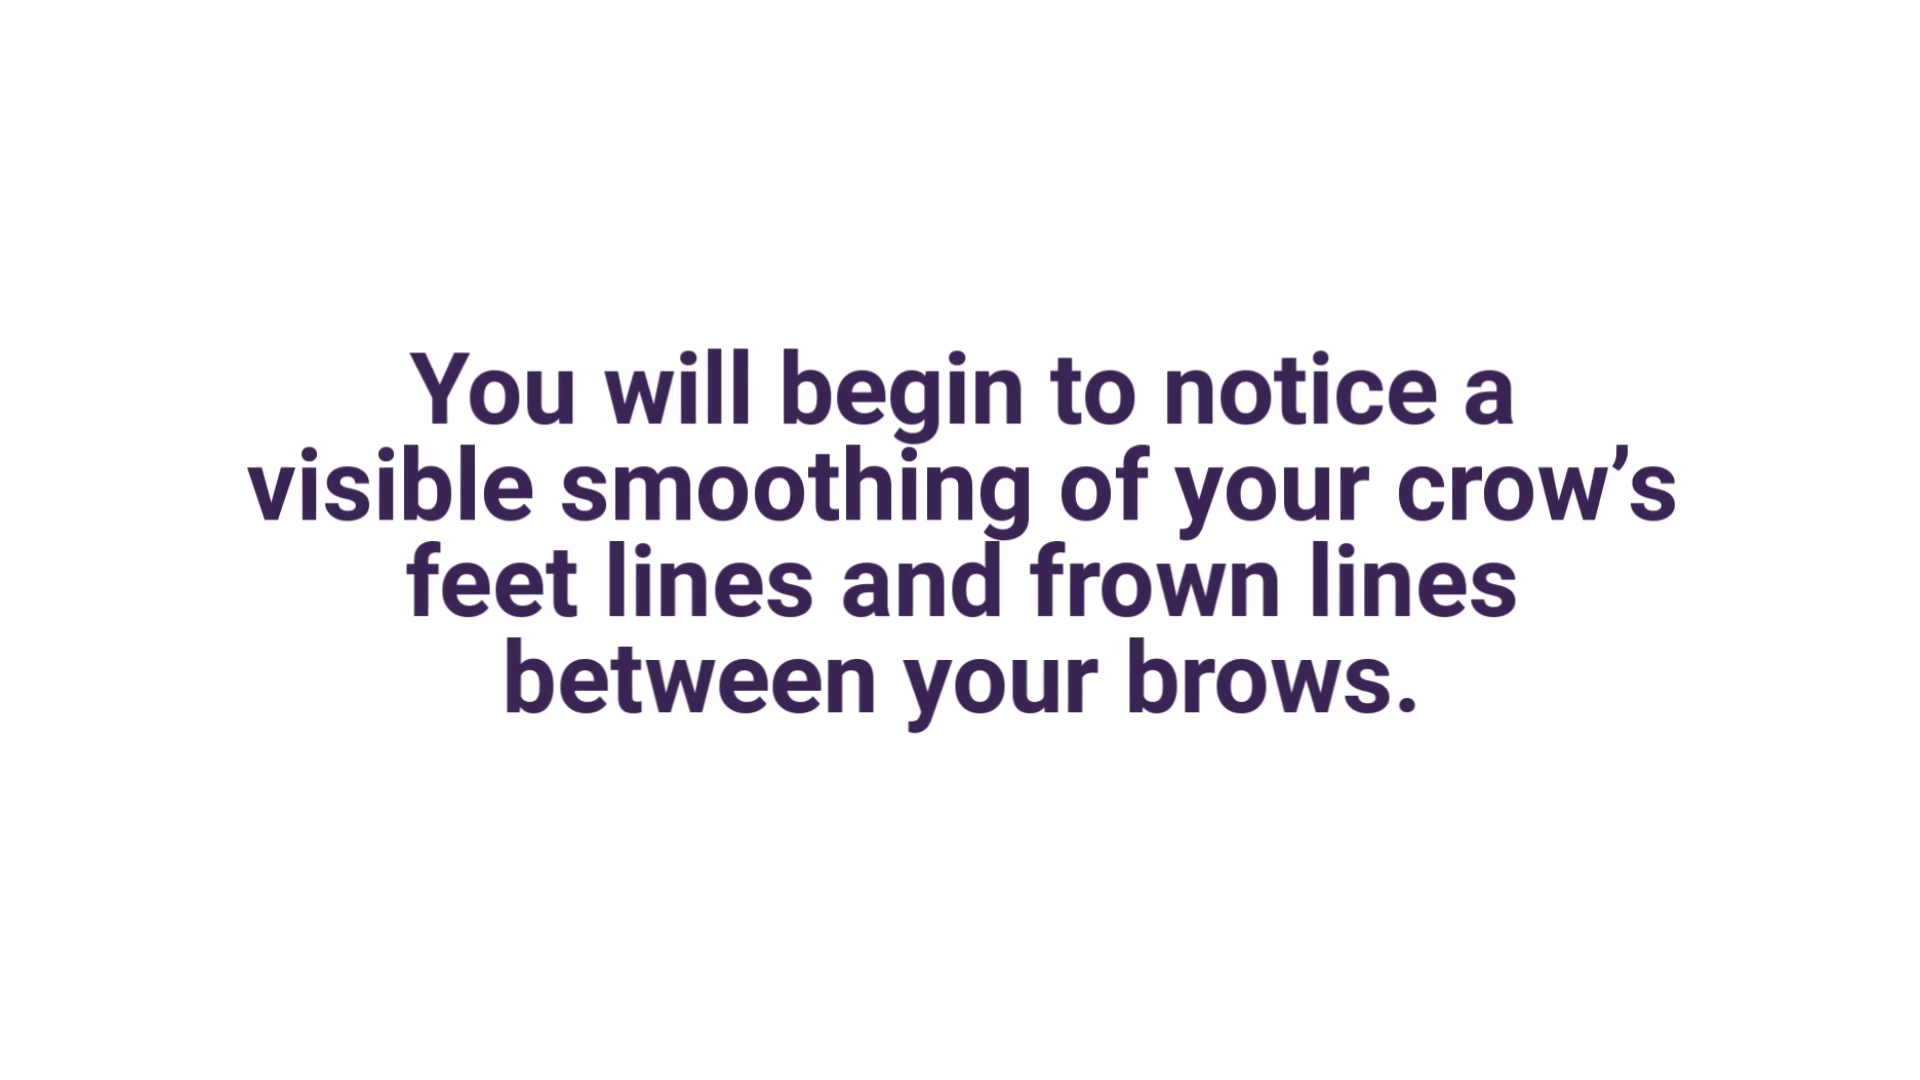 You will begin to notice a
visible smoothing of your crow’s
feet lines and frown lines
between your brows.